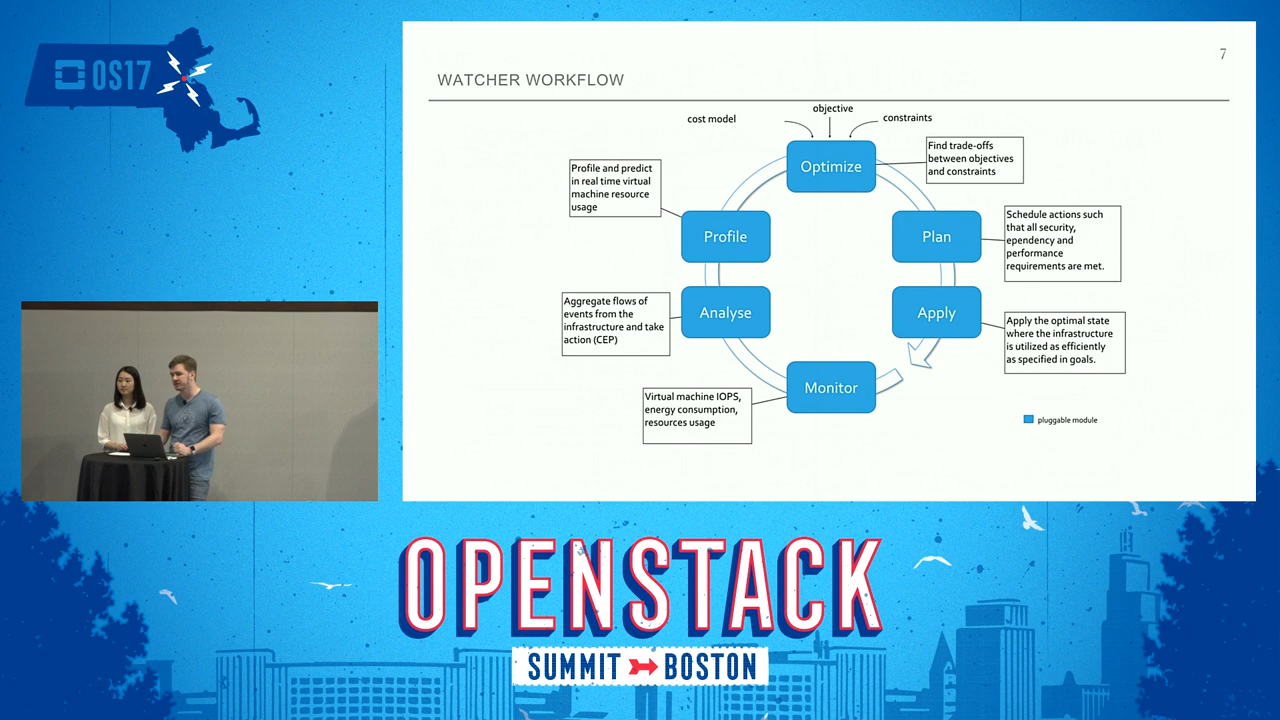 OS17
7
WATCHER WORKFLOW
objective
cost model
constraints
Optimize
Find trade-offs
between objectives
and constraints
Profile and predict
in real time virtual
machine resource
usage
Profile
Plan
Schedule actions such
that all security,
ependency and
performance
requirements are met.
Aggregate flows of
events from the
infrastructure and take
action (CEP)
Analyse
Apply
Apply the optimal state
where the infrastructure
is utilized as efficiently
as specified in goals.
Monitor
Virtual machine IOPS,
energy consumption,
resources usage
pluggable module
OPENSTACK
SUMMIT BOSTON